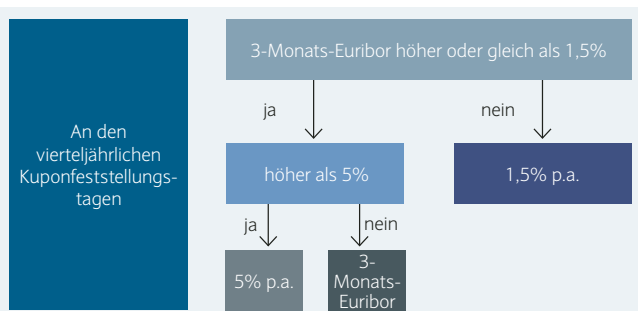 An den
vierteljährlichen
Kuponfeststellungs-
tagen
3-Monats-Euribor höher oder gleich als 1,5%
ja
nein
höher als 5%
1,5% p.a.
ja
nein
5% p.a.
3-
Monats-
Euribor